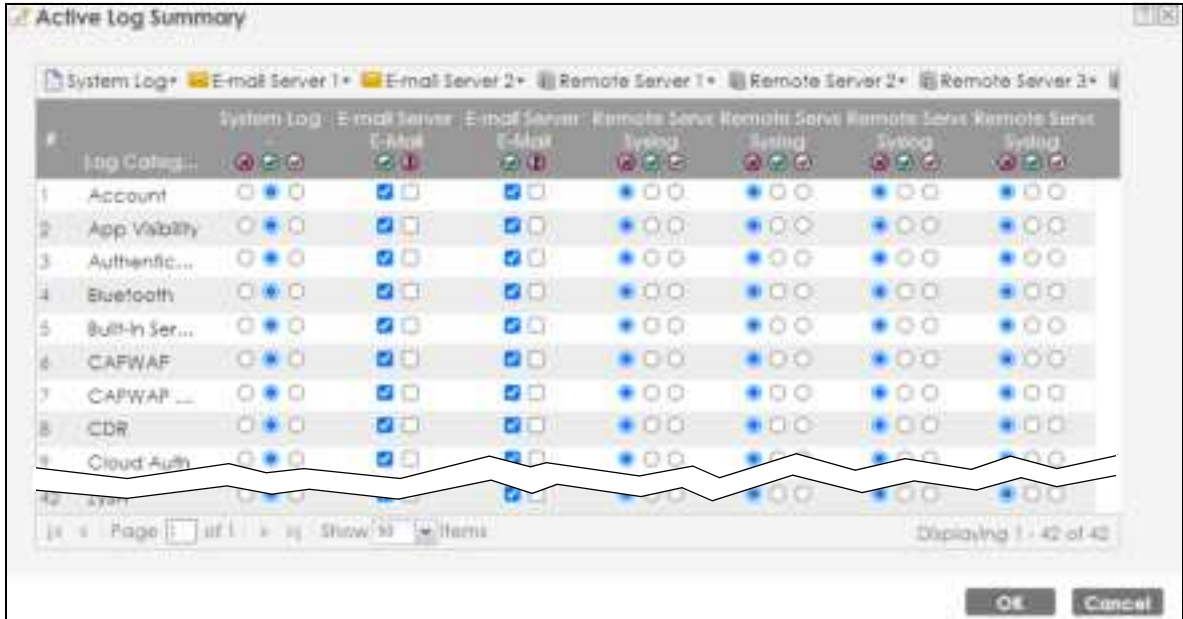 Active Log Summary
System Log E-mail Server 1 E-mail Server 2 Remote Server 1 Remote Server 2 Remote Server 3
System Log E-mail Server E-mail Server Remote Serve Remote Serve Remote Serve Remote Serve
# - E-Mail E-Mail Syslog Syslog Syslog Syslog
Log Categ...
1 Account
2 App Visibility
3 Authentic...
4 Bluetooth
5 Built-in Ser...
6 CAPWAP
7 CAPWAP ...
8 CDR
9 Cloud Auth
42
Page 1 of 1 Show 50 items Displaying 1 - 42 of 42
OK Cancel